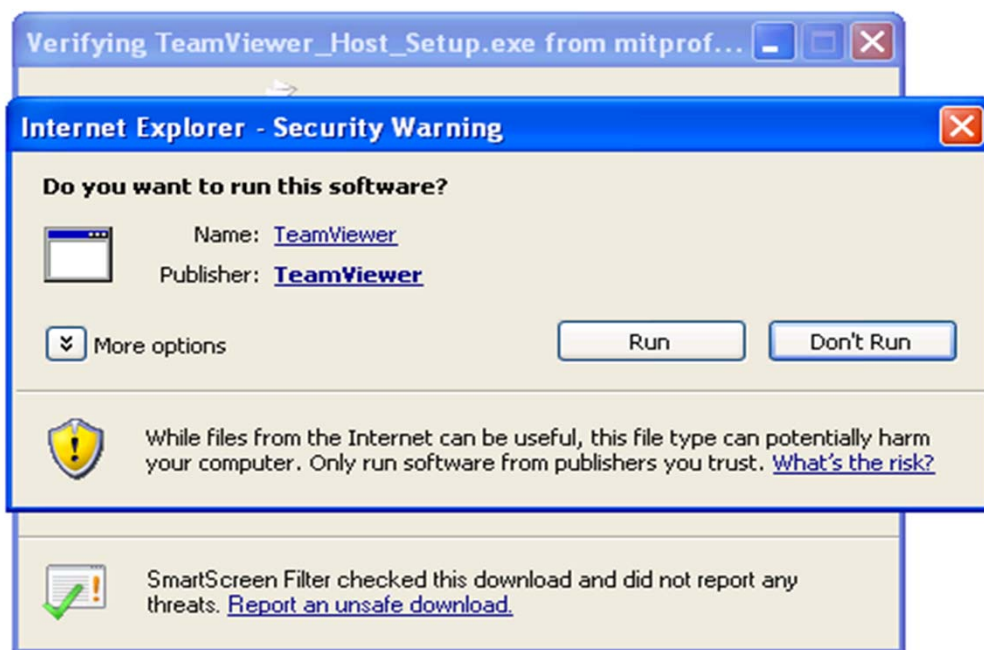 Verifying TeamViewer_Host_Setup.exe from mitprof...
Internet Explorer - Security Warning
Do you want to run this software?
Name: TeamViewer
Publisher: TeamViewer
More options
Run
Don't Run
While files from the Internet can be useful, this file type can potentially harm
your computer. Only run software from publishers you trust. What's the risk?
SmartScreen Filter checked this download and did not report any
threats. Report an unsafe download.